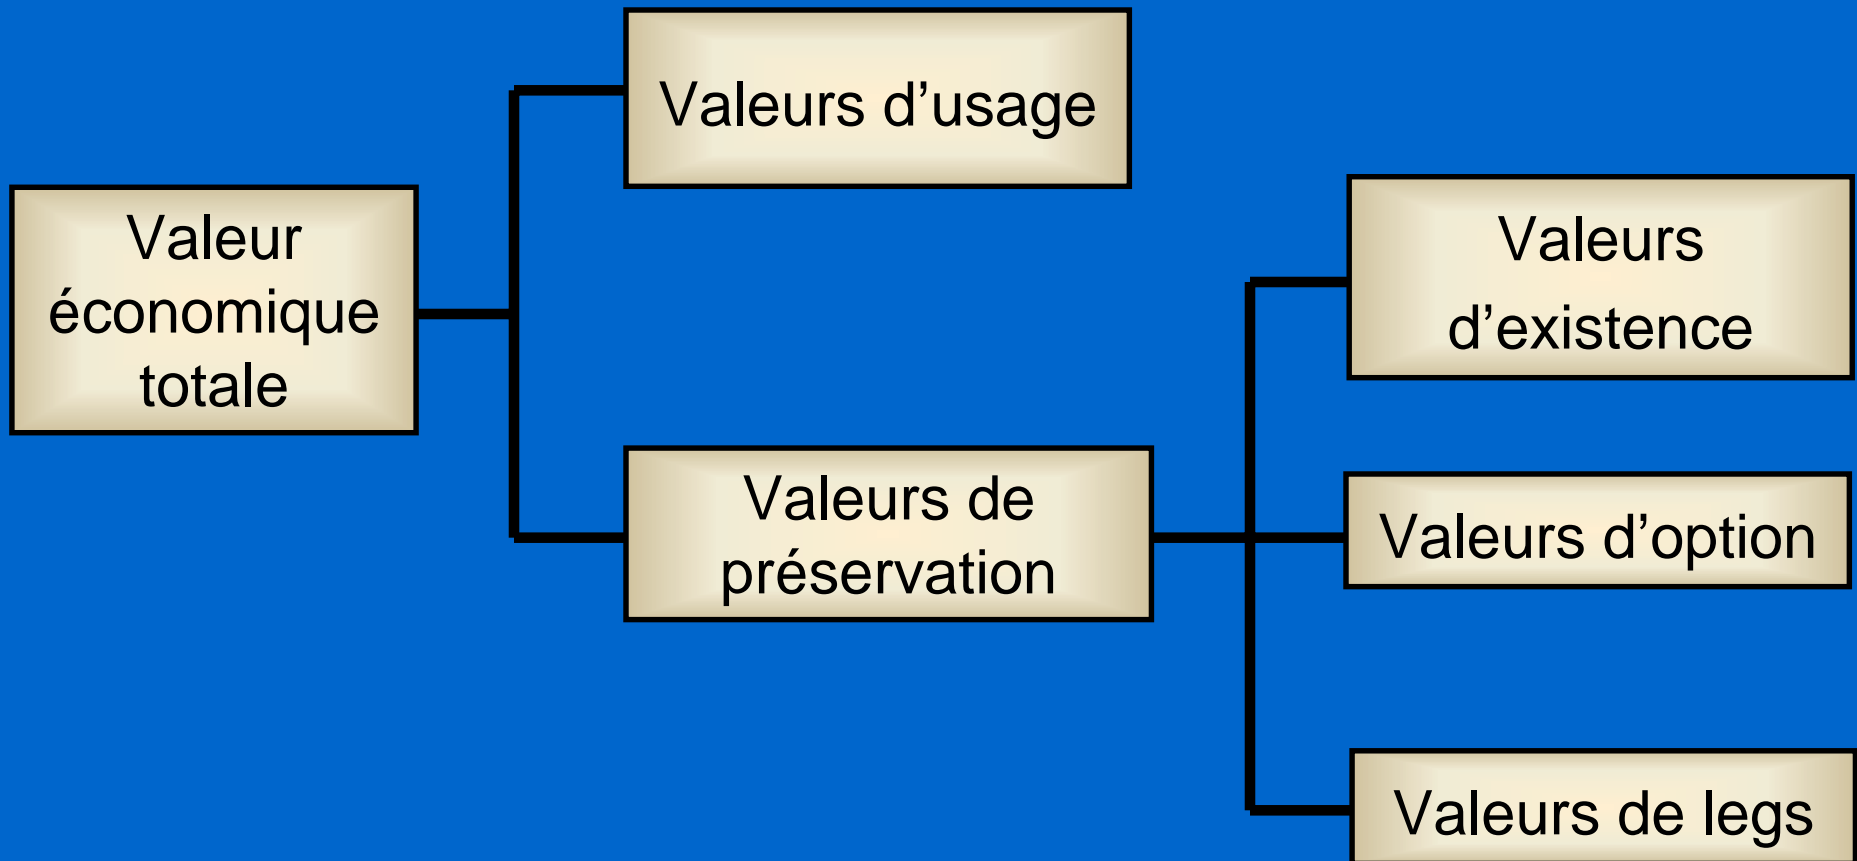 Valeurs d’usage
Valeur
économique
totale
Valeurs
d’existence
Valeurs de
préservation
Valeurs d’option
Valeurs de legs